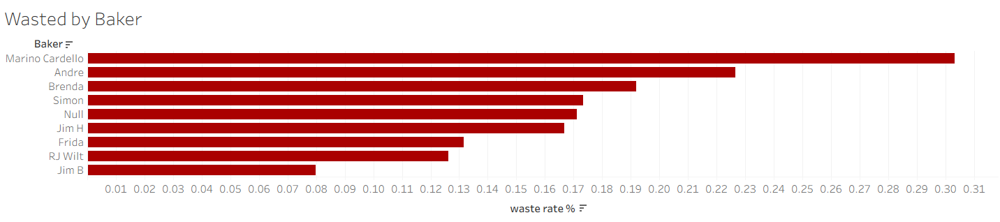 Wasted by Baker
Baker
Marino Cardello
Andre
Brenda
Simon
Null
Jim H
Frida
RJ Wilt
Jim B
0.01 0.02 0.03 0.04 0.05 0.06 0.07 0.08 0.09 0.10 0.11 0.12 0.13 0.14 0.15 0.16 0.17 0.18 0.19 0.20 0.21 0.22 0.23 0.24 0.25 0.26 0.27 0.28 0.29 0.30 0.31
waste rate %